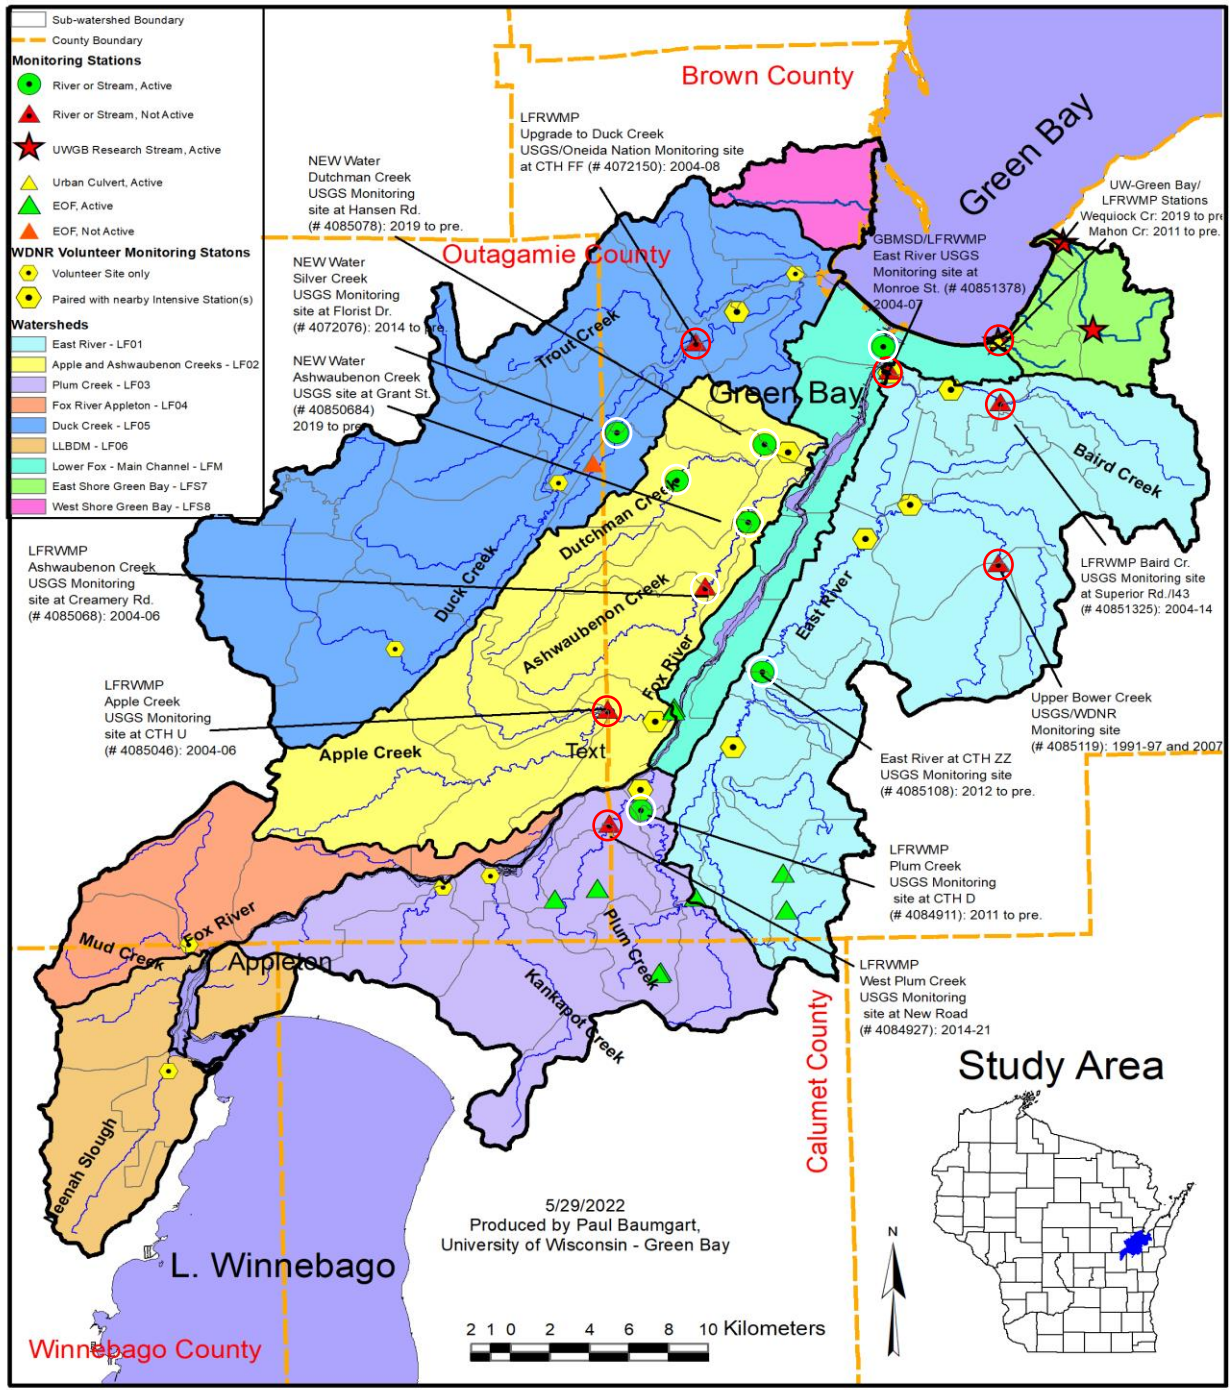 Sub-watershed Boundary
County Boundary
Monitoring Stations
River or Stream, Active
River or Stream, Not Active
UWGB Research Stream, Active
Urban Culvert, Active
EOF, Active
EOF, Not Active
WDNR Volunteer Monitoring Statons
Volunteer Site only
Paired with nearby Intensive Station(s)
Watersheds
East River - LF01
Apple and Ashwaubenon Creeks - LF02
Plum Creek - LF03
Fox River Appleton - LF04
Duck Creek - LF05
LLBDM - LF06
Lower Fox - Main Channel - LFM
East Shore Green Bay - LFS7
West Shore Green Bay - LFS8
Brown County
Green Bay
LFRWMP
Upgrade to Duck Creek
USGS/Oneida Nation Monitoring site
at CTH FF (# 4072150): 2004-08
NEW Water
Dutchman Creek
USGS Monitoring
site at Hansen Rd.
(# 4085078): 2019 to pre.
UW-Green Bay/
LFRWMP Stations
Wequiock Cr: 2019 to pre
Mahon Cr: 2011 to pre.
GBMSD/LFRWMP
East River USGS
Monitoring site at
Monroe St. (# 40851378)
2004-07
Outagamie County
NEW Water
Silver Creek
USGS Monitoring
site at Florist Dr.
(# 4072076): 2014 to pre.
NEW Water
Ashwaubenon Creek
USGS site at Grant St.
(# 40850684)
2019 to pre
Trout Creek
Green Bay
Baird Creek
Dutchman Creek
Duck Creek
LFRWMP
Ashwaubenon Creek
USGS Monitoring
site at Creamery Rd.
(# 4085068): 2004-06
Ashwaubenon Creek
East River
Fox River
LFRWMP Baird Cr.
USGS Monitoring site
at Superior Rd./I43
(# 40851325): 2004-14
LFRWMP
Apple Creek
USGS Monitoring
site at CTH U
(# 4085046): 2004-06
Apple Creek
Text
Upper Bower Creek
USGS/WDNR
Monitoring site
(# 4085119): 1991-97 and 2007
East River at CTH ZZ
USGS Monitoring site
(# 4085108): 2012 to pre.
LFRWMP
Plum Creek
USGS Monitoring
site at CTH D
(# 4084911): 2011 to pre.
Fox River
Mud Creek
Appleton
Plum Creek
Kankapot Creek
LFRWMP
West Plum Creek
USGS Monitoring
site at New Road
(# 4084927): 2014-21
Calumet County
Neenah Slough
Study Area
5/29/2022
Produced by Paul Baumgart,
University of Wisconsin - Green Bay
L. Winnebago
Winnebago County
N
2 1 0 2 4 6 8 10 Kilometers